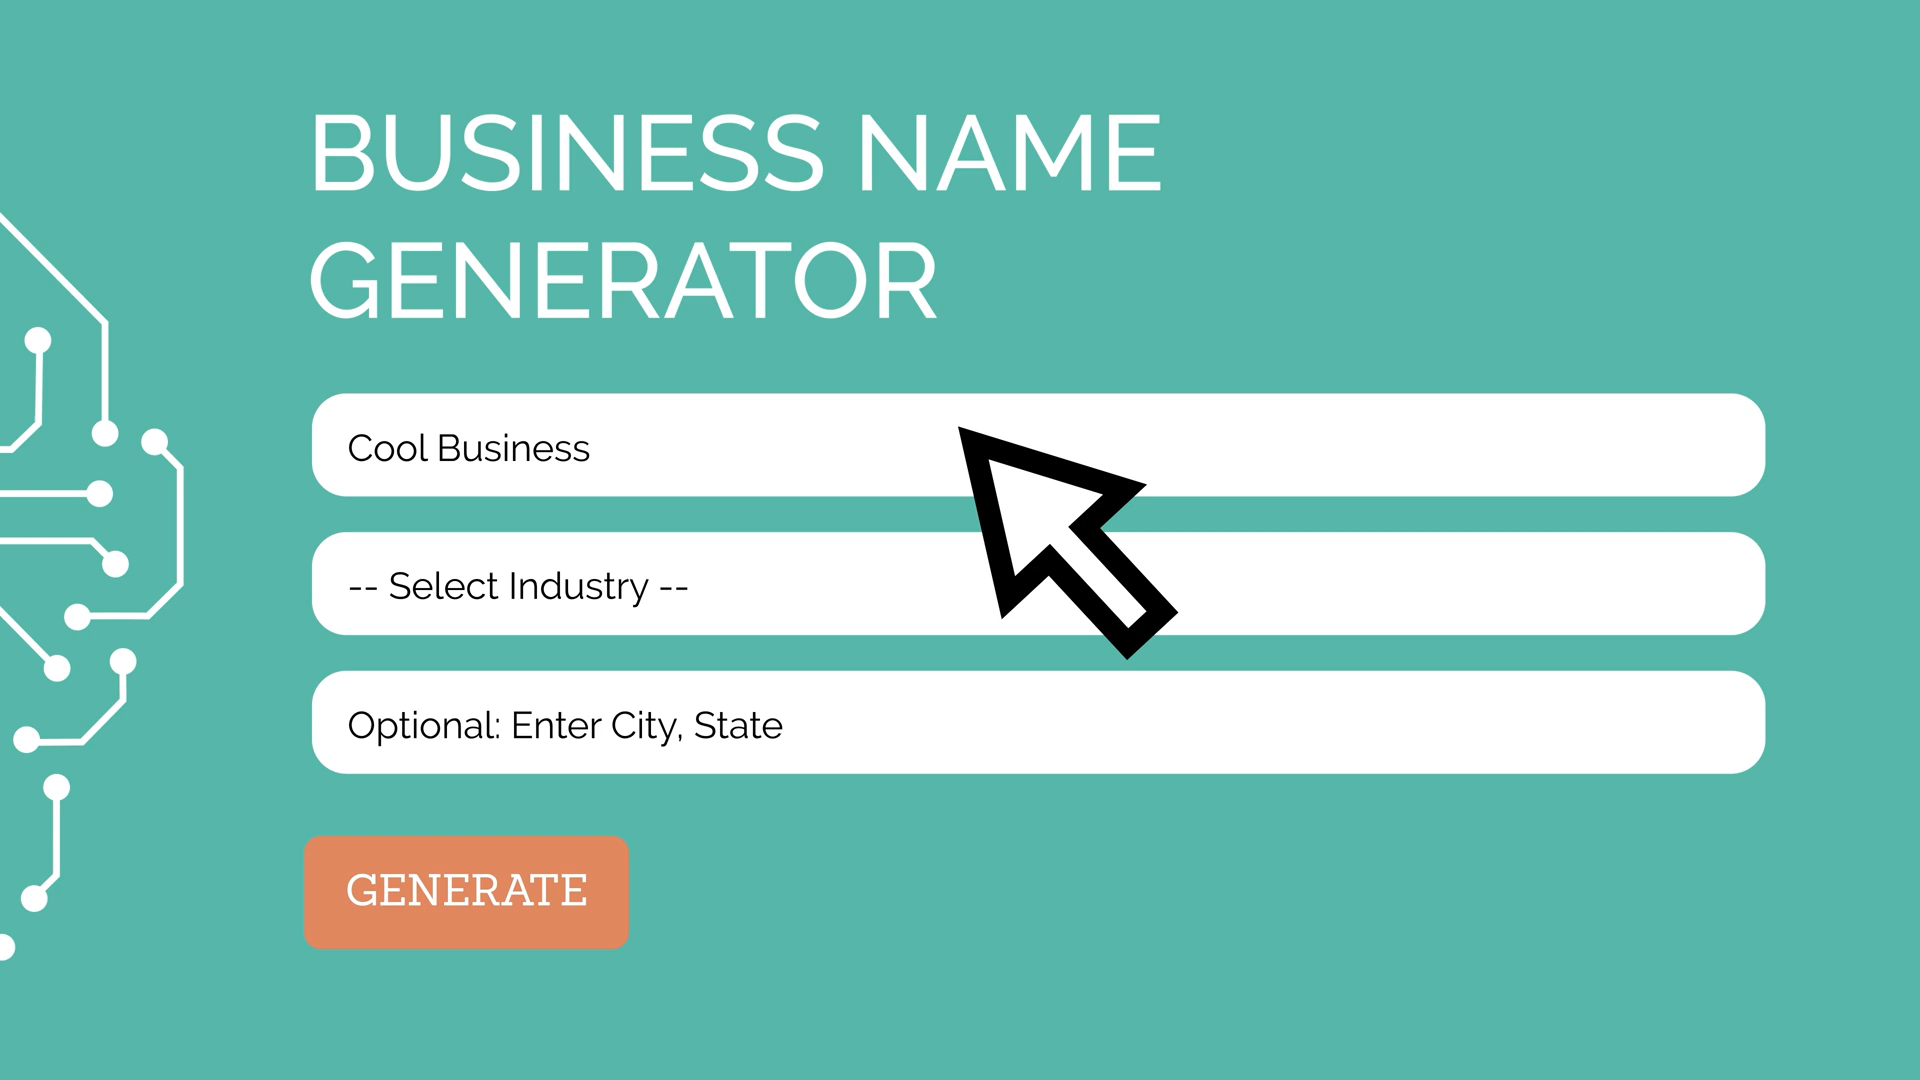 BUSINESS NAME
GENERATOR
Cool Business
-- Select Industry --
Optional: Enter City, State
GENERATE